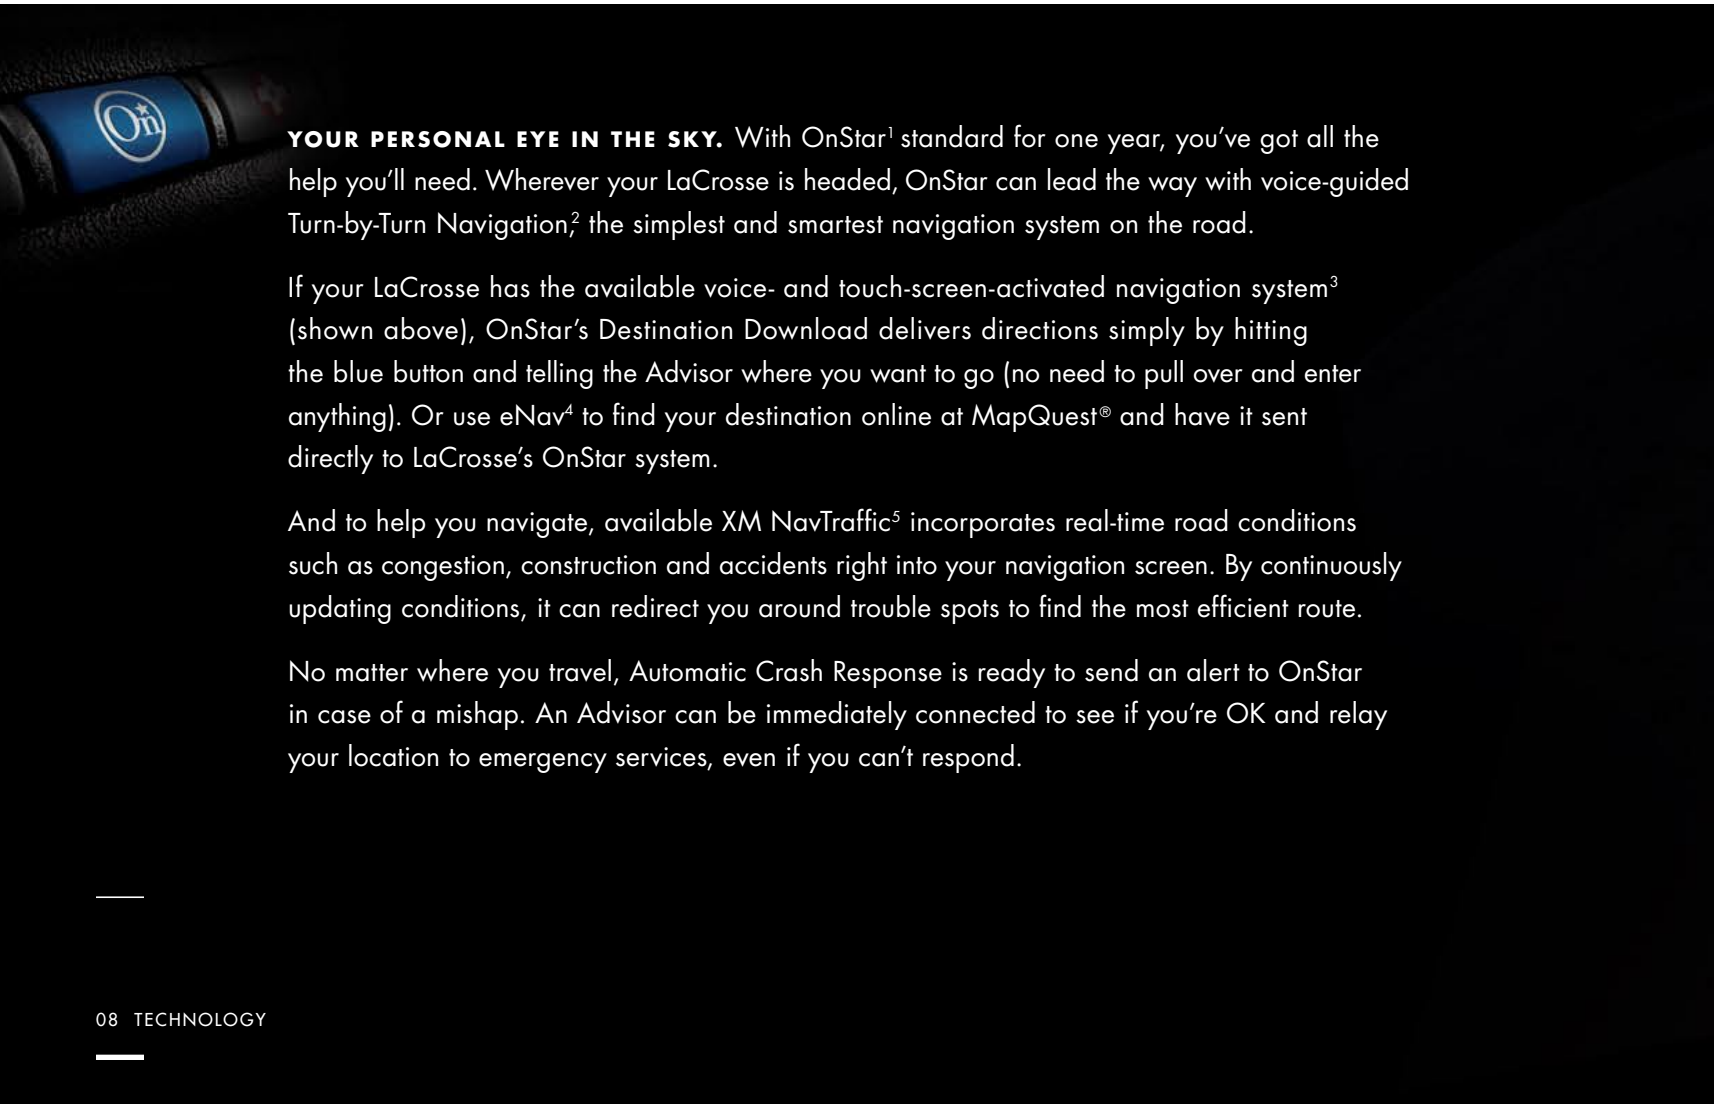 On
YOUR PERSONAL EYE IN THE SKY. With OnStar¹ standard for one year, you’ve got all the
help you’ll need. Wherever your LaCrosse is headed, OnStar can lead the way with voice-guided
Turn-by-Turn Navigation,² the simplest and smartest navigation system on the road.
If your LaCrosse has the available voice- and touch-screen-activated navigation system³
(shown above), OnStar’s Destination Download delivers directions simply by hitting
the blue button and telling the Advisor where you want to go (no need to pull over and enter
anything). Or use eNav⁴ to find your destination online at MapQuest® and have it sent
directly to LaCrosse’s OnStar system.
And to help you navigate, available XM NavTraffic⁵ incorporates real-time road conditions
such as congestion, construction and accidents right into your navigation screen. By continuously
updating conditions, it can redirect you around trouble spots to find the most efficient route.
No matter where you travel, Automatic Crash Response is ready to send an alert to OnStar
in case of a mishap. An Advisor can be immediately connected to see if you’re OK and relay
your location to emergency services, even if you can’t respond.
08 TECHNOLOGY